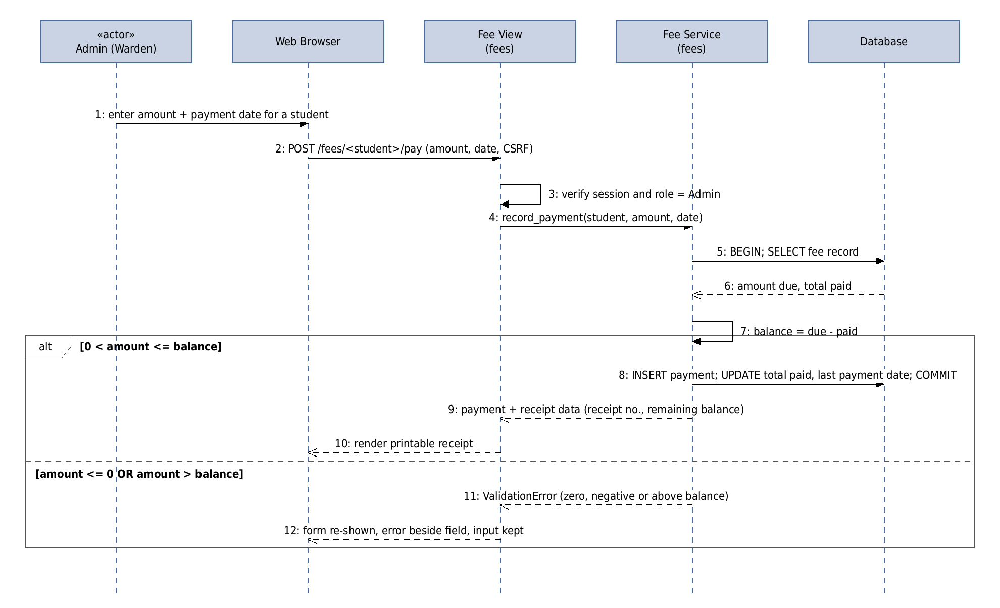 «actor»
Admin (Warden)
Web Browser
Fee View
(fees)
Fee Service
(fees)
Database
1: enter amount + payment date for a student
2: POST /fees/<student>/pay (amount, date, CSRF)
3: verify session and role = Admin
4: record_payment(student, amount, date)
5: BEGIN; SELECT fee record
6: amount due, total paid
7: balance = due - paid
alt
[0 < amount <= balance]
8: INSERT payment; UPDATE total paid, last payment date; COMMIT
9: payment + receipt data (receipt no., remaining balance)
10: render printable receipt
[amount <= 0 OR amount > balance]
11: ValidationError (zero, negative or above balance)
12: form re-shown, error beside field, input kept